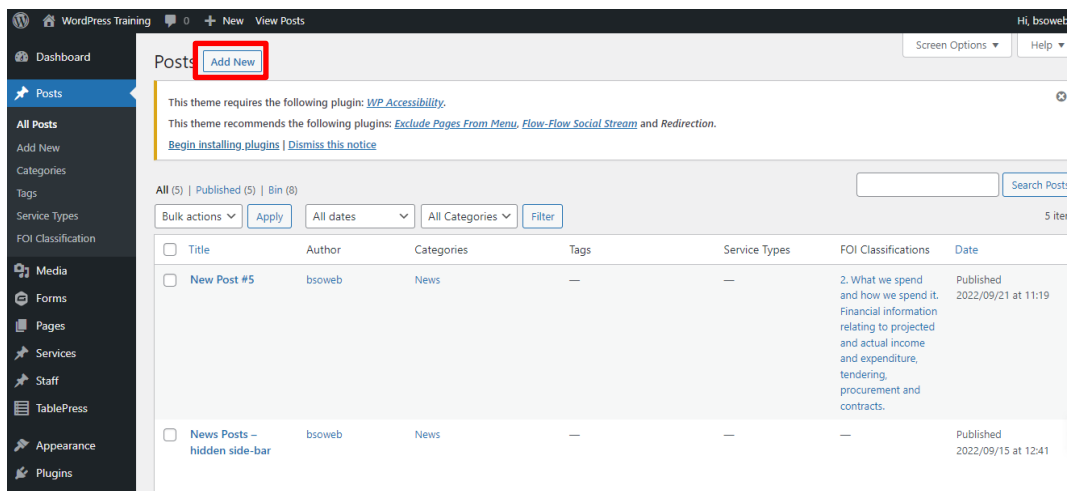 WordPress Training 0 New View Posts Hi, bsoweb
Dashboard
Posts
All Posts
Add New
Categories
Tags
Service Types
FOI Classification
Media
Forms
Pages
Services
Staff
TablePress
Appearance
Plugins
Posts Add New
Screen Options ▼ Help ▼
This theme requires the following plugin: WP Accessibility.
This theme recommends the following plugins: Exclude Pages From Menu, Flow-Flow Social Stream and Redirection.
Begin installing plugins | Dismiss this notice
All (5) | Published (5) | Bin (8)
Search Posts
Bulk actions Apply All dates All Categories Filter
5 iter
Title Author Categories Tags Service Types FOI Classifications Date
New Post #5 bsoweb News — — 2. What we spend Published
and how we spend it. 2022/09/21 at 11:19
Financial information
relating to projected
and actual income
and expenditure,
tendering,
procurement and
contracts.
News Posts – bsoweb News — — — Published
hidden side-bar 2022/09/15 at 12:41